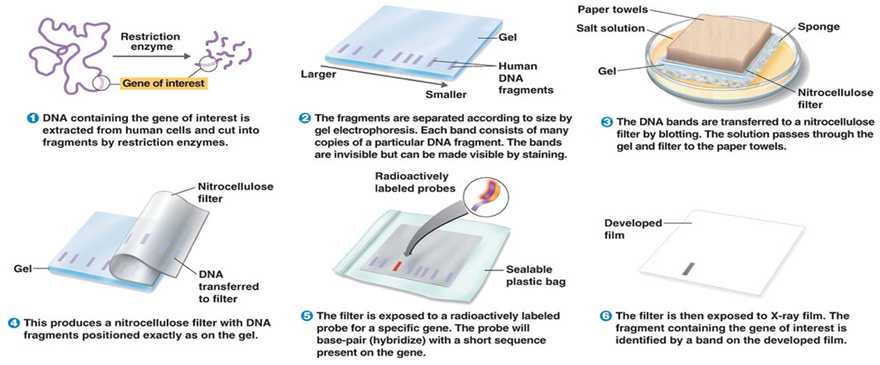 Restriction
enzyme
Gene of interest
1 DNA containing the gene of interest is
extracted from human cells and cut into
fragments by restriction enzymes.
Gel
Human
DNA
fragments
Larger
Smaller
2 The fragments are separated according to size by
gel electrophoresis. Each band consists of many
copies of a particular DNA fragment. The bands
are invisible but can be made visible by staining.
Paper towels
Salt solution
Sponge
Gel
Nitrocellulose
filter
3 The DNA bands are transferred to a nitrocellulose
filter by blotting. The solution passes through the
gel and filter to the paper towels.
Nitrocellulose
filter
Gel
DNA
transferred
to filter
4 This produces a nitrocellulose filter with DNA
fragments positioned exactly as on the gel.
Radioactively
labeled probes
Sealable
plastic bag
5 The filter is exposed to a radioactively labeled
probe for a specific gene. The probe will
base-pair (hybridize) with a short sequence
present on the gene.
Developed
film
6 The filter is then exposed to X-ray film. The
fragment containing the gene of interest is
identified by a band on the developed film.